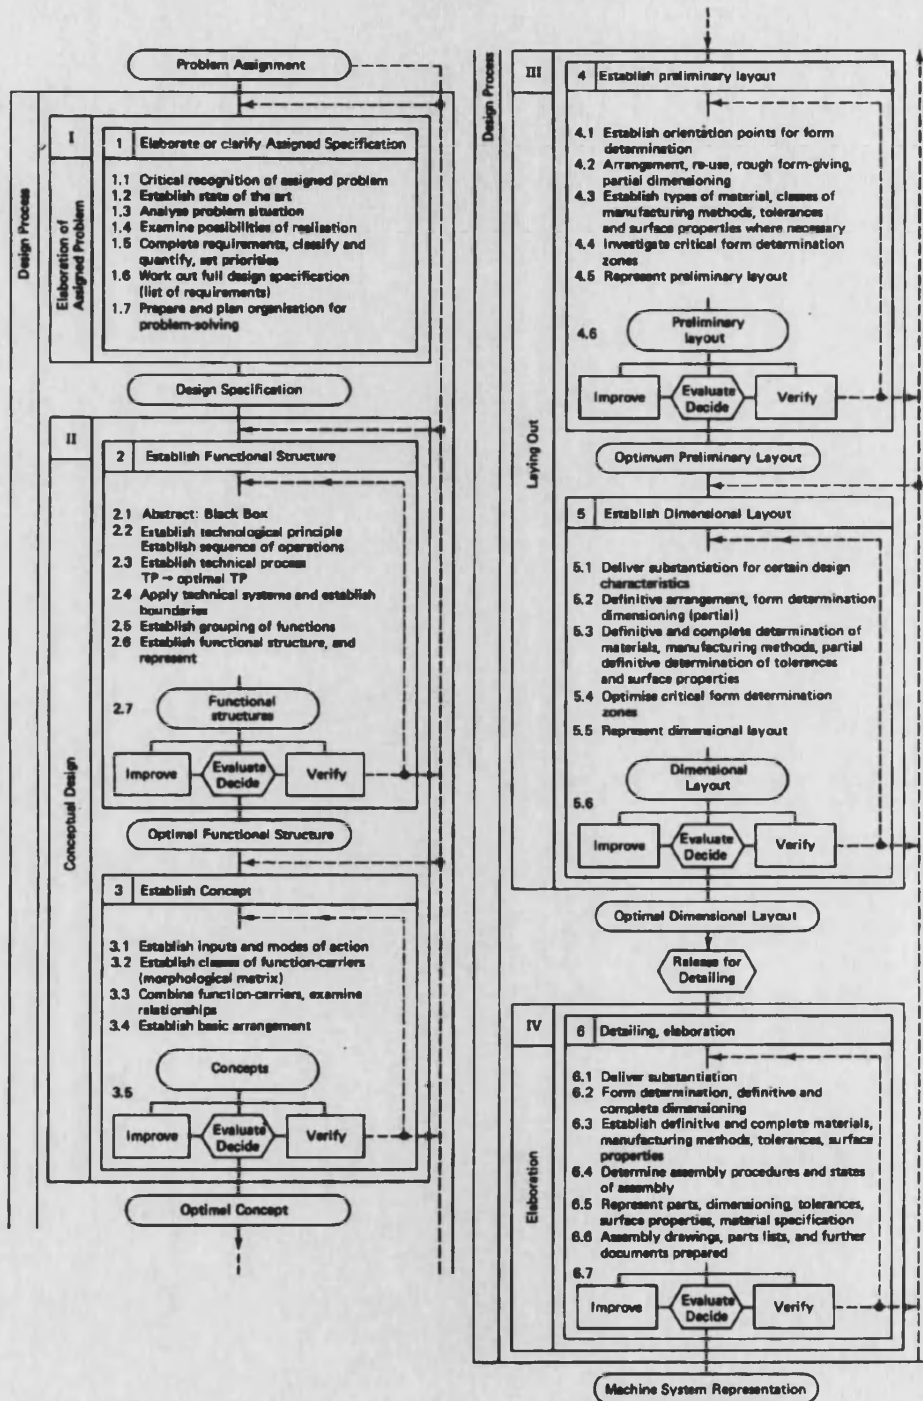 Problem Assignment
Design Process
I
Elaboration of
Assigned Problem
1 Elaborate or clarify Assigned Specification
1.1 Critical recognition of assigned problem
1.2 Establish state of the art
1.3 Analyse problem situation
1.4 Examine possibilities of realisation
1.5 Complete requirements, classify and
quantify, set priorities
1.6 Work out full design specification
(list of requirements)
1.7 Prepare and plan organisation for
problem-solving
Design Specification
II
Conceptual Design
2 Establish Functional Structure
2.1 Abstract: Black Box
2.2 Establish technological principle
Establish sequence of operations
2.3 Establish technical process
TP → optimal TP
2.4 Apply technical systems and establish
boundaries
2.5 Establish grouping of functions
2.6 Establish functional structure, and
represent
2.7
Functional
structures
Improve
Evaluate
Decide
Verify
Optimal Functional Structure
3 Establish Concept
3.1 Establish inputs and modes of action
3.2 Establish classes of function-carriers
(morphological matrix)
3.3 Combine function-carriers, examine
relationships
3.4 Establish basic arrangement
Concepts
3.5
Improve
Evaluate
Decide
Verify
Optimal Concept
Design Process
III
Laying Out
4 Establish preliminary layout
4.1 Establish orientation points for form
determination
4.2 Arrangement, re-use, rough form-giving,
partial dimensioning
4.3 Establish types of material, classes of
manufacturing methods, tolerances
and surface properties where necessary
4.4 Investigate critical form determination
zones
4.5 Represent preliminary layout
4.6
Preliminary
layout
Improve
Evaluate
Decide
Verify
Optimum Preliminary Layout
5 Establish Dimensional Layout
5.1 Deliver substantiation for certain design
characteristics
5.2 Definitive arrangement, form determination
dimensioning (partial)
5.3 Definitive and complete determination of
materials, manufacturing methods, partial
definitive determination of tolerances
and surface properties
5.4 Optimise critical form determination
zones
5.5 Represent dimensional layout
Dimensional
Layout
5.6
Improve
Evaluate
Decide
Verify
Optimal Dimensional Layout
Release for
Detailing
IV
Elaboration
6 Detailing, elaboration
6.1 Deliver substantiation
6.2 Form determination, definitive and
complete dimensioning
6.3 Establish definitive and complete materials,
manufacturing methods, tolerances, surface
properties
6.4 Determine assembly procedures and states
of assembly
6.5 Represent parts, dimensioning, tolerances,
surface properties, material specification
6.6 Assembly drawings, parts lists, and further
documents prepared
6.7
Improve
Evaluate
Decide
Verify
Machine System Representation